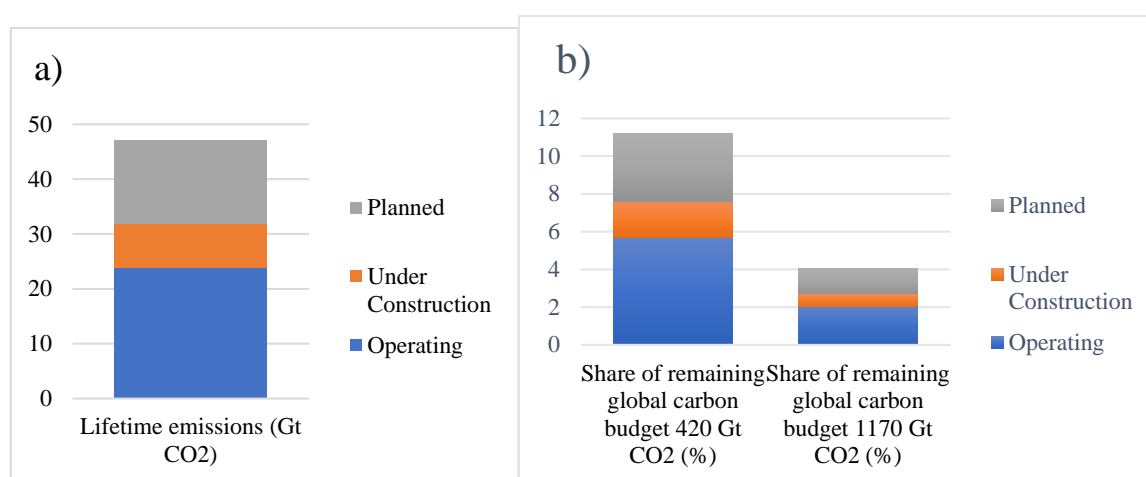 a)
50
40
30
20
10
0
Lifetime emissions (Gt
CO2)
Planned
Under
Construction
Operating
b)
12
10
8
6
4
2
0
Share of remaining
global carbon
budget 420 Gt
CO2 (%)
Share of remaining
global carbon
budget 1170 Gt
CO2 (%)
Planned
Under
Construction
Operating